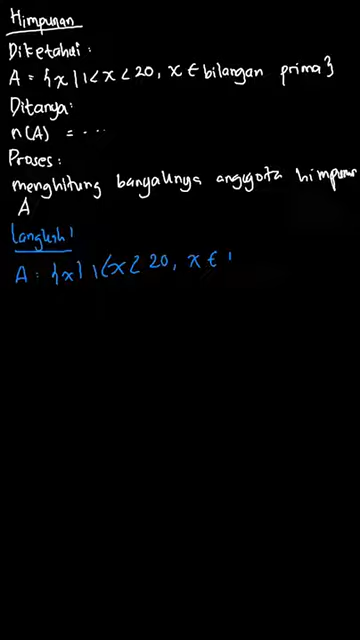 Himpunan
Diketahui :
A = {x | 1 < x < 20, x ∈ bilangan prima}
Ditanya:
n(A) = ...
Proses :
menghitung banyaknya anggota himpunan
A
Langkah 1
A : {x | 1 < x < 20, x ∈